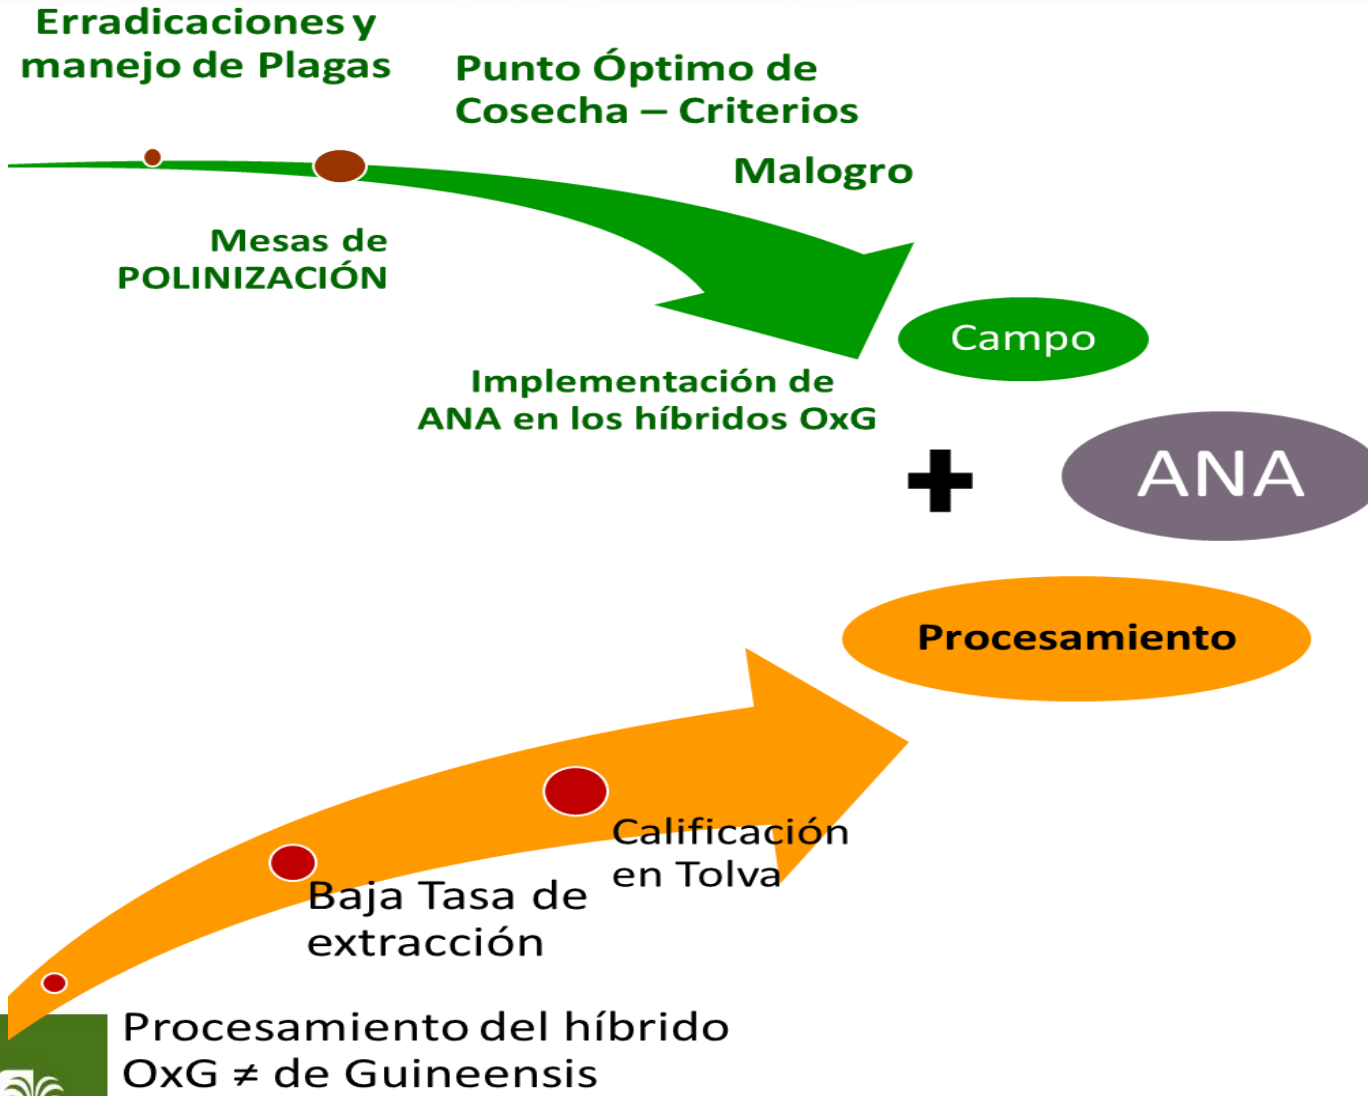 Erradicaciones y
manejo de Plagas
Punto Óptimo de
Cosecha – Criterios
Malogro
Mesas de
POLINIZACIÓN
Campo
Implementación de
ANA en los híbridos OxG
+
ANA
Procesamiento
Calificación
en Tolva
Baja Tasa de
extracción
Procesamiento del híbrido
OxG ≠ de Guineensis